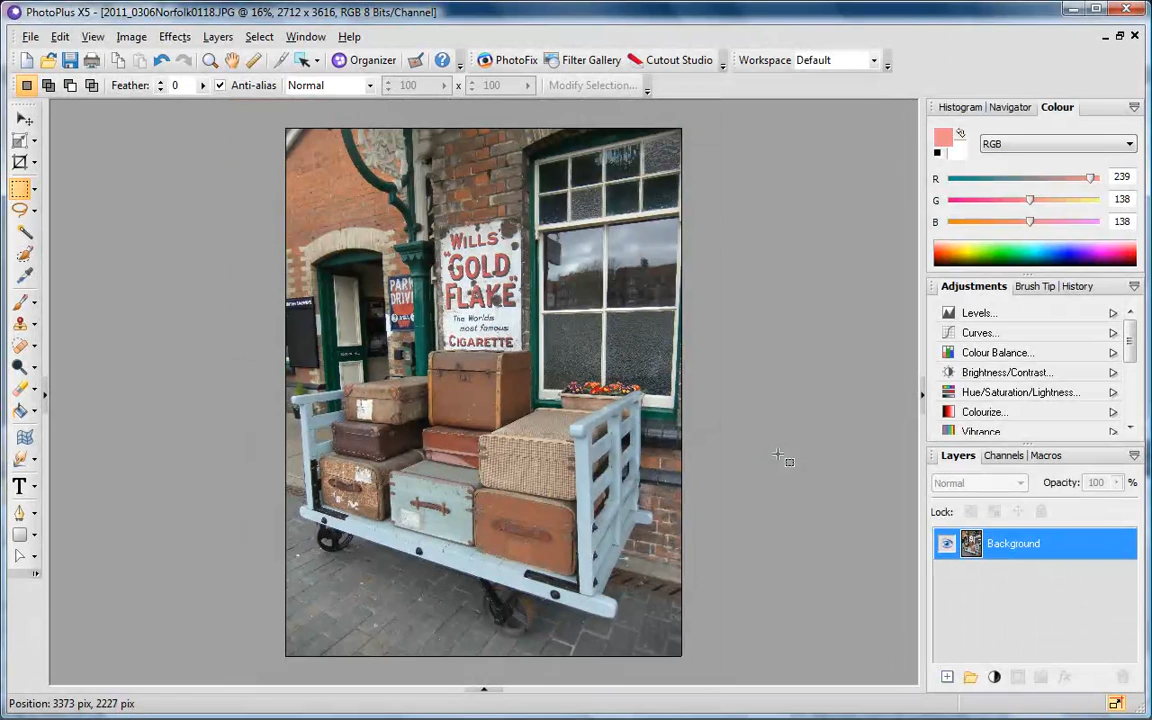 PhotoPlus X5 - [2011_0306Norfolk0118.JPG @ 16%, 2712 x 3616, RGB 8 Bits/Channel]
File Edit View Image Effects Layers Select Window Help
Organizer PhotoFix Filter Gallery Cutout Studio Workspace Default
Feather: 0 Anti-alias Normal 100 x 100 Modify Selection...
Histogram Navigator Colour
RGB
R 239
G 138
B 138
Adjustments Brush Tip History
Levels...
Curves...
Colour Balance...
Brightness/Contrast...
Hue/Saturation/Lightness...
Colourize...
Vibrance
Layers Channels Macros
Normal Opacity: 100 %
Lock:
Background
WILLS'
"GOLD
FLAKE"
The Worlds
most famous
CIGARETTE
PARK
DRIVE
T
Position: 3373 pix, 2227 pix